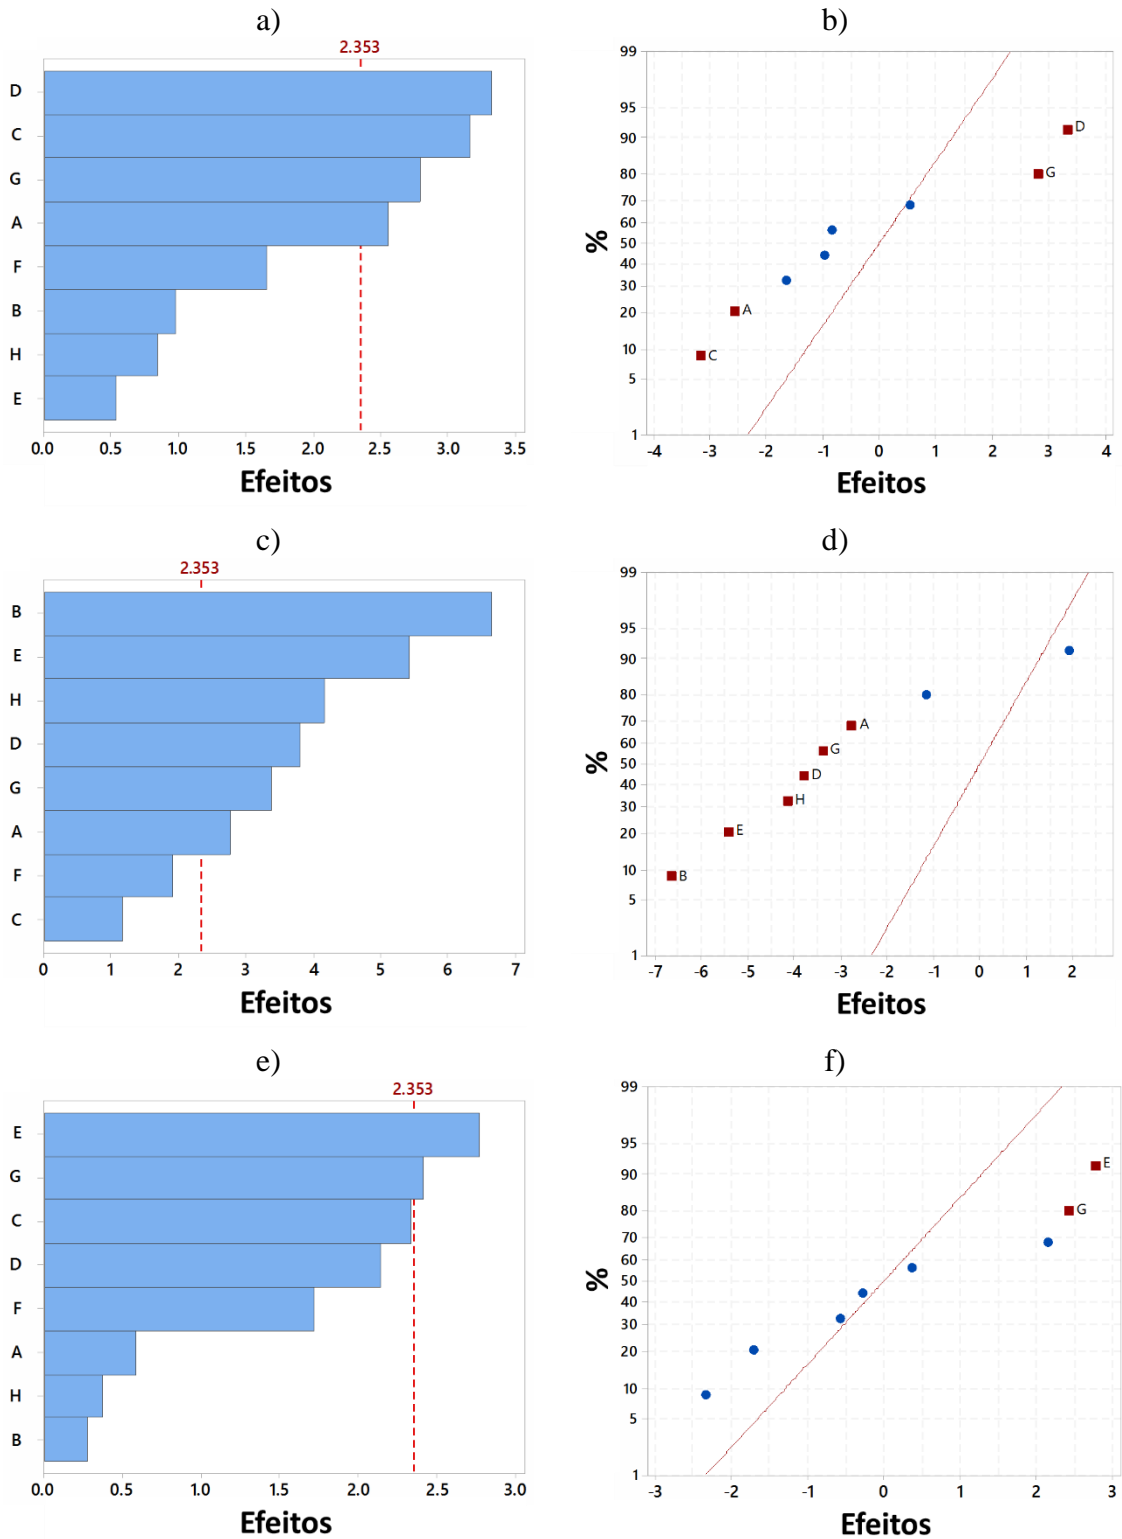 a)
2.353
D
C
G
A
F
B
H
E
0.0 0.5 1.0 1.5 2.0 2.5 3.0 3.5
Efeitos
b)
99
95
90
80
70
60
50
40
30
20
10
5
1
%
D
G
A
C
-4 -3 -2 -1 0 1 2 3 4
Efeitos
c)
2.353
B
E
H
D
G
A
F
C
0 1 2 3 4 5 6 7
Efeitos
d)
99
95
90
80
70
60
50
40
30
20
10
5
1
%
A
G
D
H
E
B
-7 -6 -5 -4 -3 -2 -1 0 1 2
Efeitos
e)
2.353
E
G
C
D
F
A
H
B
0.0 0.5 1.0 1.5 2.0 2.5 3.0
Efeitos
f)
99
95
90
80
70
60
50
40
30
20
10
5
1
%
E
G
-3 -2 -1 0 1 2 3
Efeitos